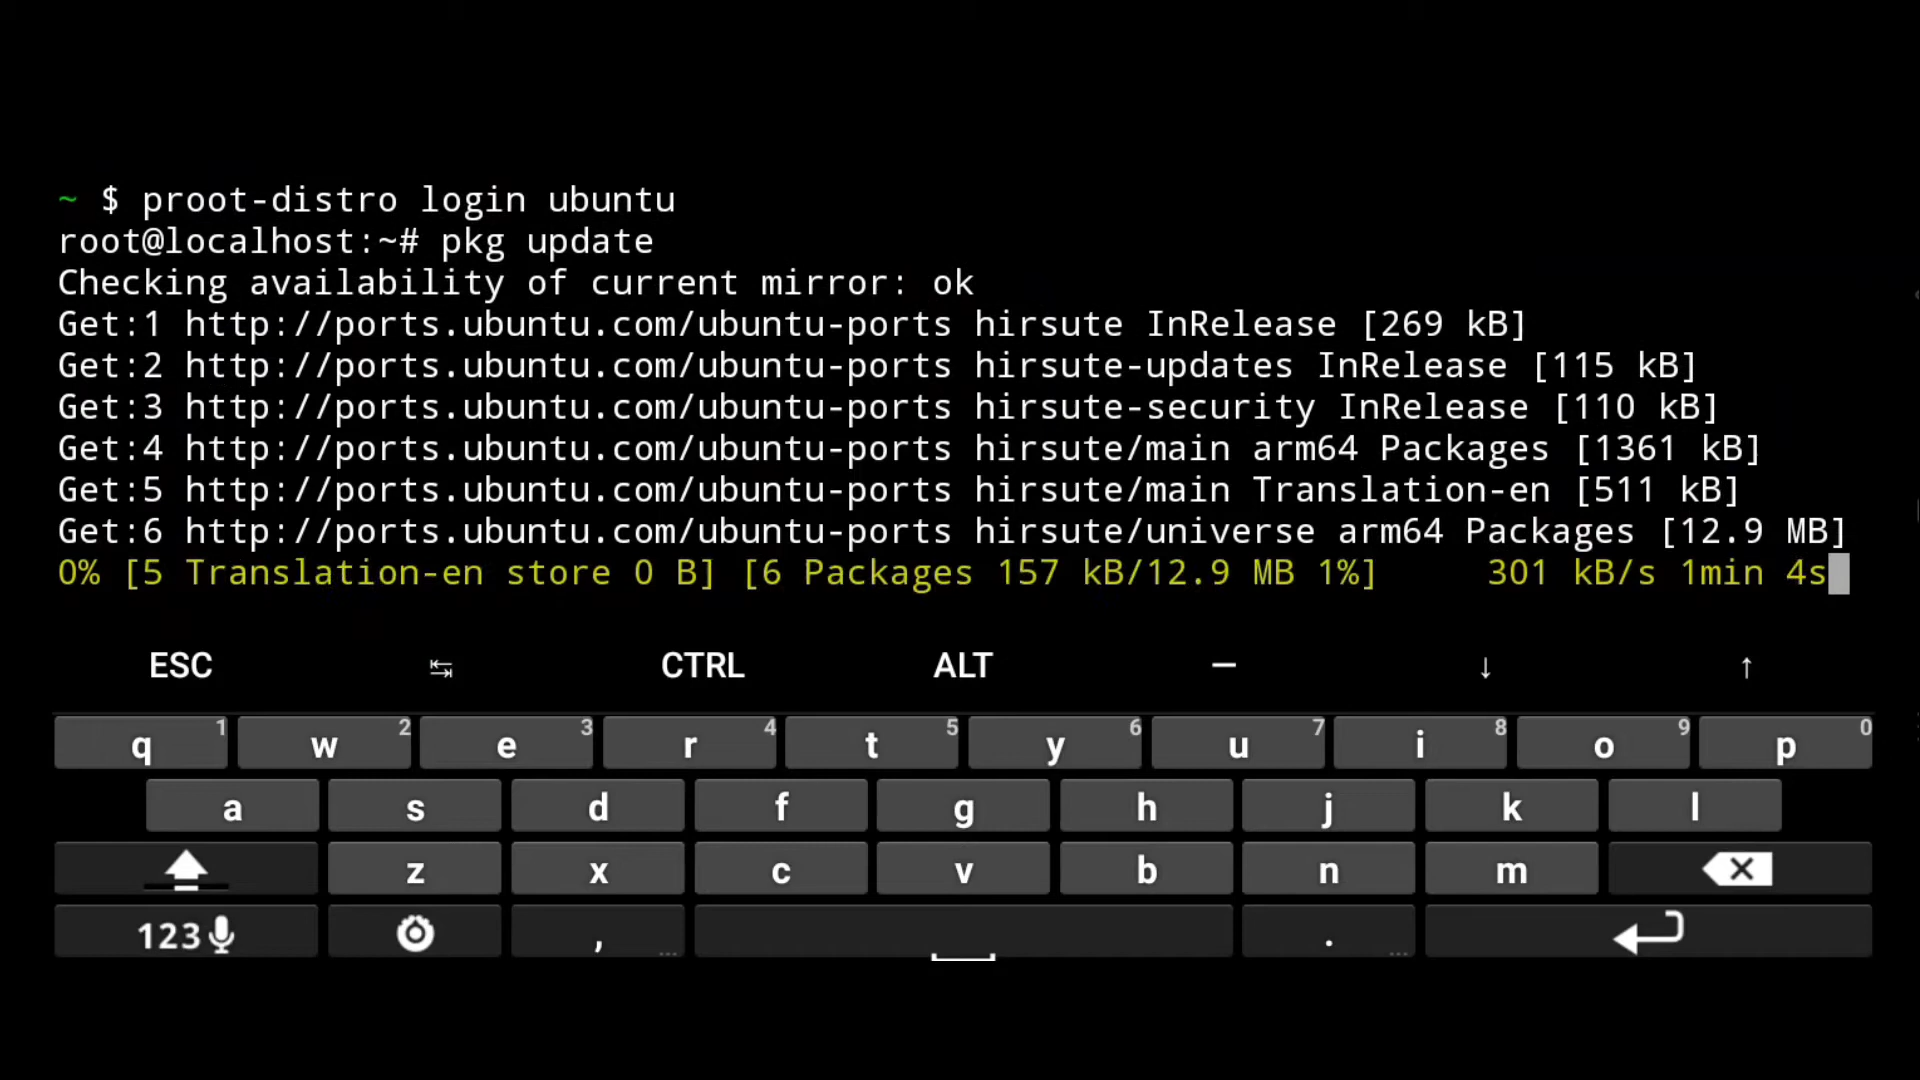 ~ $ proot-distro login ubuntu
root@localhost:~# pkg update
Checking availability of current mirror: ok
Get:1 http://ports.ubuntu.com/ubuntu-ports hirsute InRelease [269 kB]
Get:2 http://ports.ubuntu.com/ubuntu-ports hirsute-updates InRelease [115 kB]
Get:3 http://ports.ubuntu.com/ubuntu-ports hirsute-security InRelease [110 kB]
Get:4 http://ports.ubuntu.com/ubuntu-ports hirsute/main arm64 Packages [1361 kB]
Get:5 http://ports.ubuntu.com/ubuntu-ports hirsute/main Translation-en [511 kB]
Get:6 http://ports.ubuntu.com/ubuntu-ports hirsute/universe arm64 Packages [12.9 MB]
0% [5 Translation-en store 0 B] [6 Packages 157 kB/12.9 MB 1%] 301 kB/s 1min 4s
ESC ↹ CTRL ALT — ↓ ↑
q 1 w 2 e 3 r 4 t 5 y 6 u 7 i 8 o 9 p 0
a s d f g h j k l
z x c v b n m
123 , ... . ...